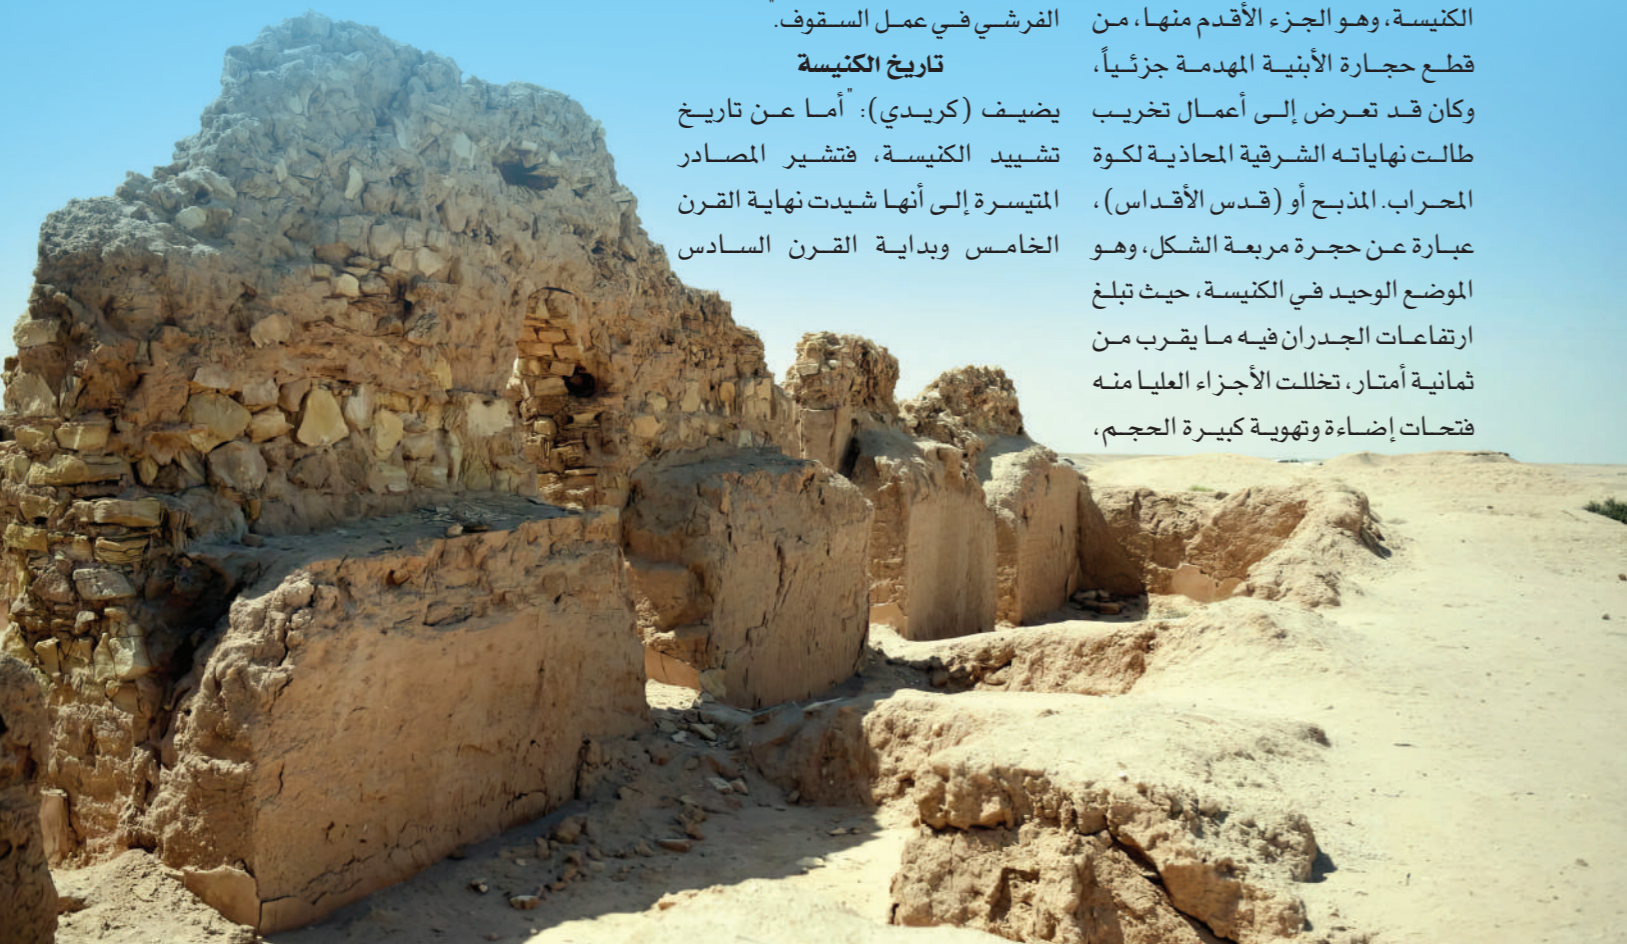 الكنيسة، وهو الجزء الأقدم منها، من
قطع حجارة الأبنية المهدمة جزئياً،
وكان قد تعرض إلى أعمال تخريب
طالت نهاياته الشرقية المحاذية لكوة
المحراب. المذبح أو (قدس الأقداس)،
عبارة عن حجرة مربعة الشكل، وهو
الموضع الوحيد في الكنيسة، حيث تبلغ
ارتفاعات الجدران فيه ما يقرب من
ثمانية أمتار، تخللت الأجزاء العليا منه
فتحات إضاءة وتهوية كبيرة الحجم،
الفرشي في عمل السقوف."
تاريخ الكنيسة
يضيف (كريدي): "أما عن تاريخ
تشييد الكنيسة، فتشير المصادر
المتيسرة إلى أنها شيدت نهاية القرن
الخامس وبداية القرن السادس